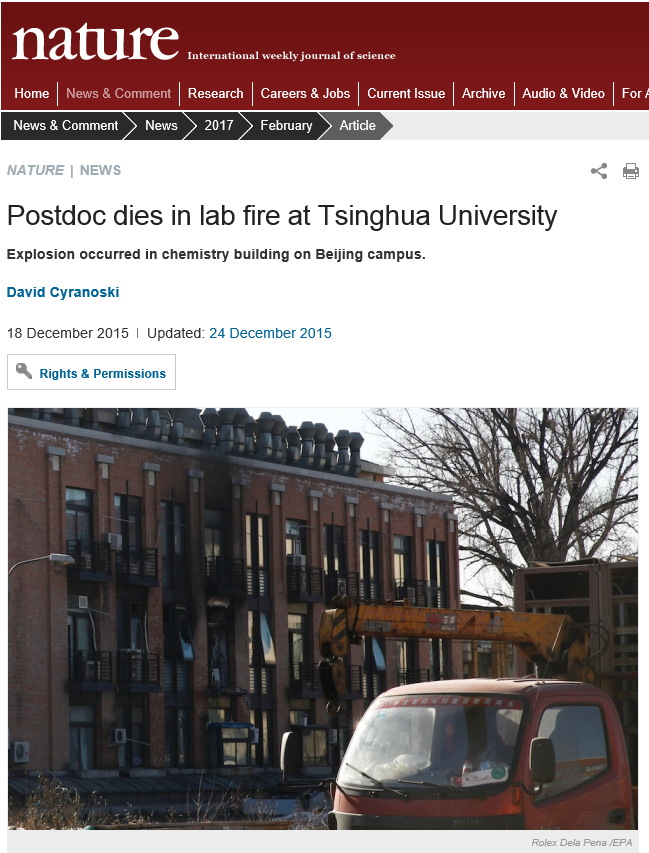 nature International weekly journal of science
Home News & Comment Research Careers & Jobs Current Issue Archive Audio & Video For A
News & Comment News 2017 February Article
NATURE | NEWS
Postdoc dies in lab fire at Tsinghua University
Explosion occurred in chemistry building on Beijing campus.
David Cyranoski
18 December 2015 | Updated: 24 December 2015
Rights & Permissions
Rolex Dela Pena /EPA